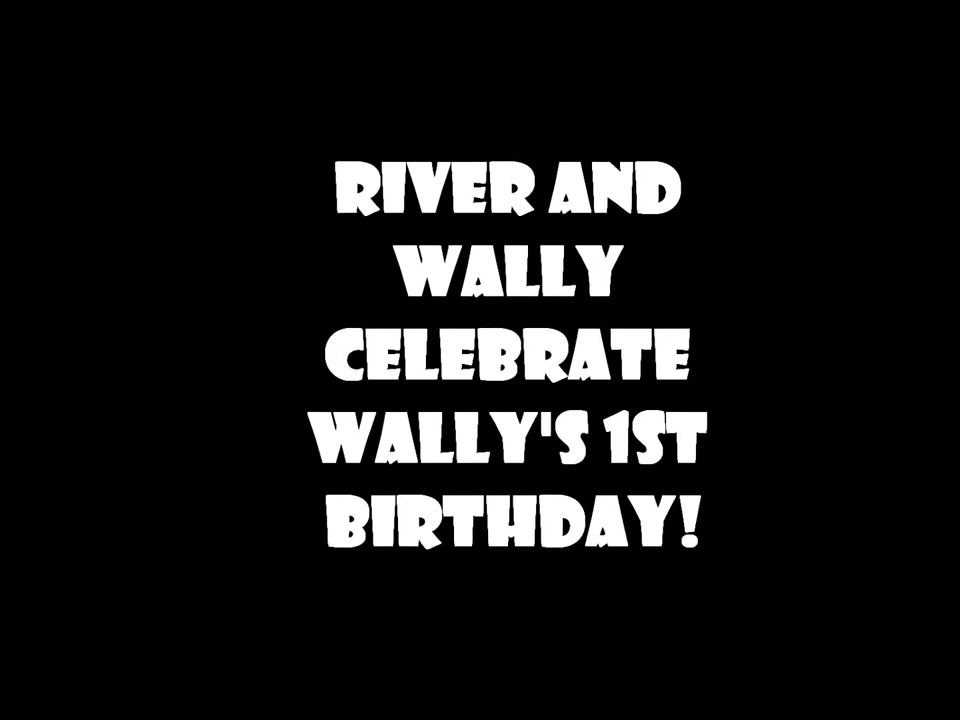 RIVER AND
WALLY
CELEBRATE
WALLY'S 1ST
BIRTHDAY!